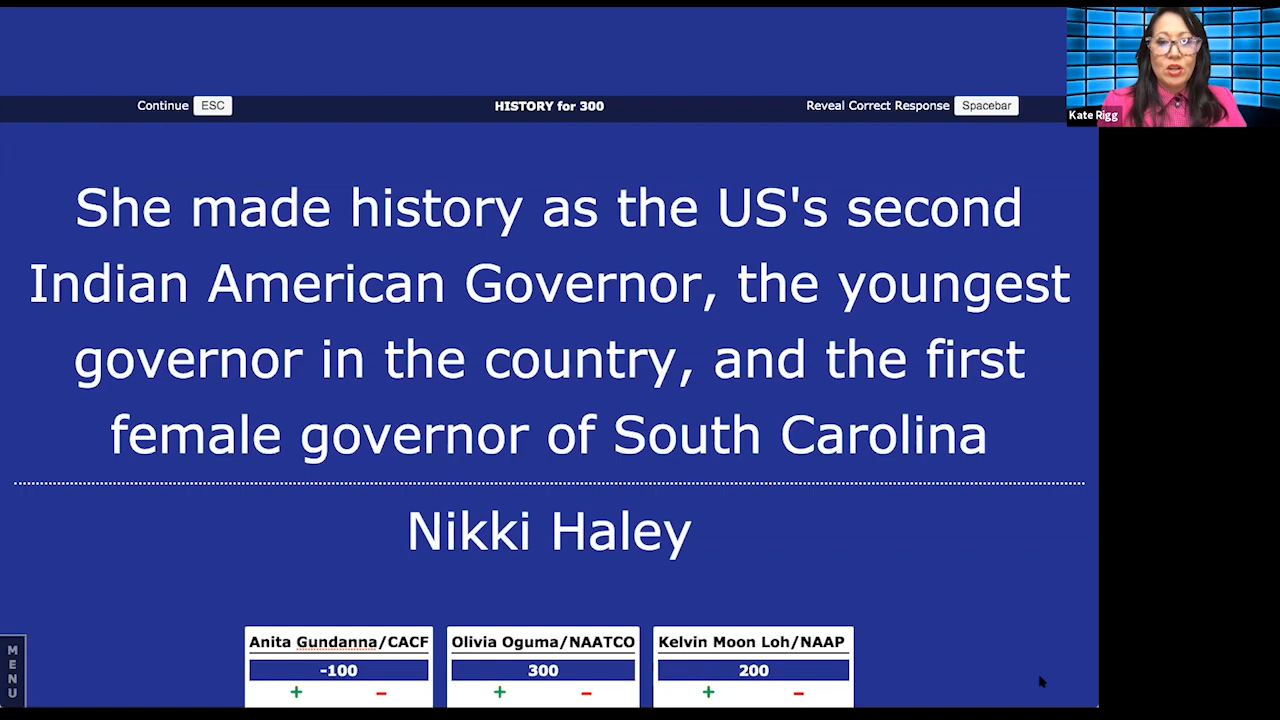 Continue ESC HISTORY for 300 Reveal Correct Response Spacebar
Kate Rigg
She made history as the US's second
Indian American Governor, the youngest
governor in the country, and the first
female governor of South Carolina
Nikki Haley
MENU
Anita Gundanna/CACF Olivia Oguma/NAATCO Kelvin Moon Loh/NAAP
-100 300 200
+ − + − + −